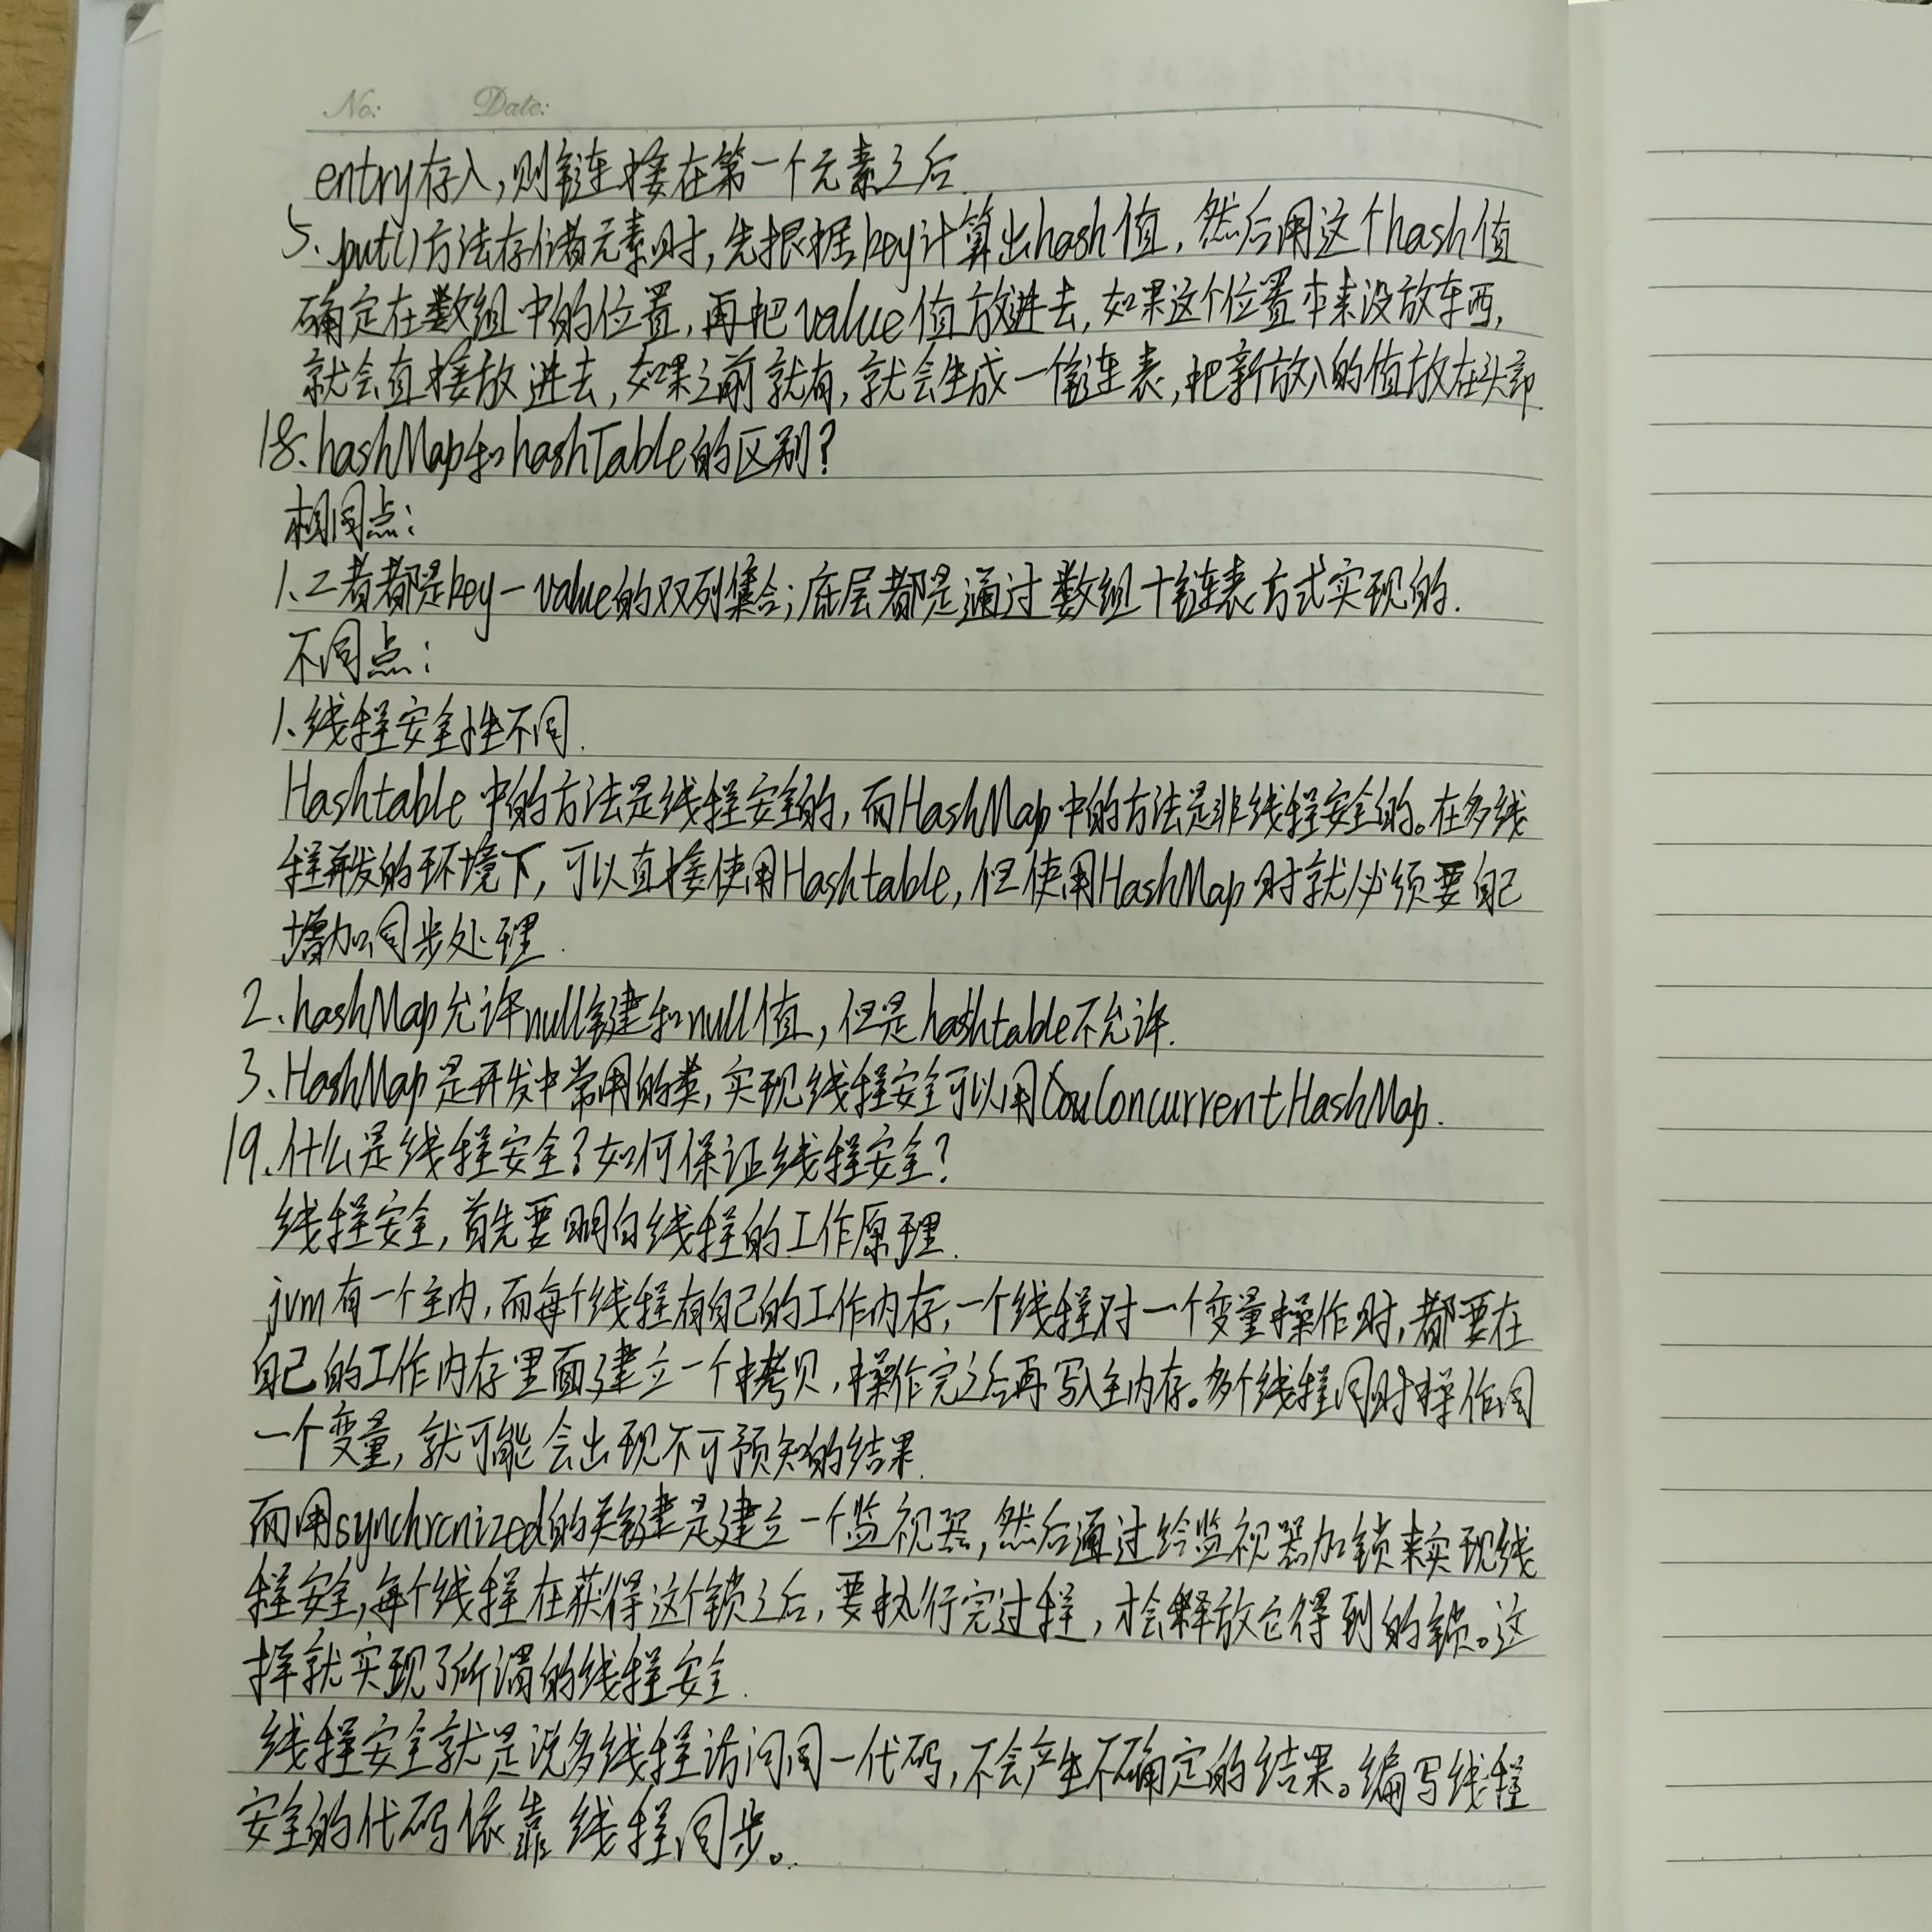 No:   Date:
entry存入,则链连接在第一个元素之后.
5、put()方法存储元素时,先根据key计算出hash值,然后用这个hash值
确定在数组中的位置,再把value值放进去,如果这个位置本来没放东西,
就会直接放进去,如果之前就有,就会生成一链连表,把新放入的值放在头部.
18、hashMap和hashTable的区别?
相同点:
1、二者都是key-value的双列集合;底层都是通过数组+链表方式实现的.
不同点:
1、线程安全性不同.
Hashtable中的方法是线程安全的,而HashMap中的方法是非线程安全的。在多线
程并发的环境下,可以直接使用Hashtable,但使用HashMap时就必须要自己
增加同步处理.
2、hashMap允许null键和null值,但是hashtable不允许.
3、HashMap是开发中常用的类,实现线程安全可以用ConcurrentHashMap.
19、什么是线程安全?如何保证线程安全?
线程安全,首先要明白线程的工作原理.
jvm有一个主内,而每个线程有自己的工作内存,一个线程对一个变量操作时,都要在
自己的工作内存里面建立一个拷贝,操作完之后再写入主内存。多个线程同时操作同
一个变量,就可能会出现不可预知的结果.
而用synchrcnized的关键是建立一个监视器,然后通过给监视器加锁来实现线
程安全,每个线程在获得这个锁之后,要执行完过程,才会释放它得到的锁。这
样就实现了所谓的线程安全.
线程安全就是说多线程访问同一代码,不会产生不确定的结果。编写线程
安全的代码依靠线程同步。